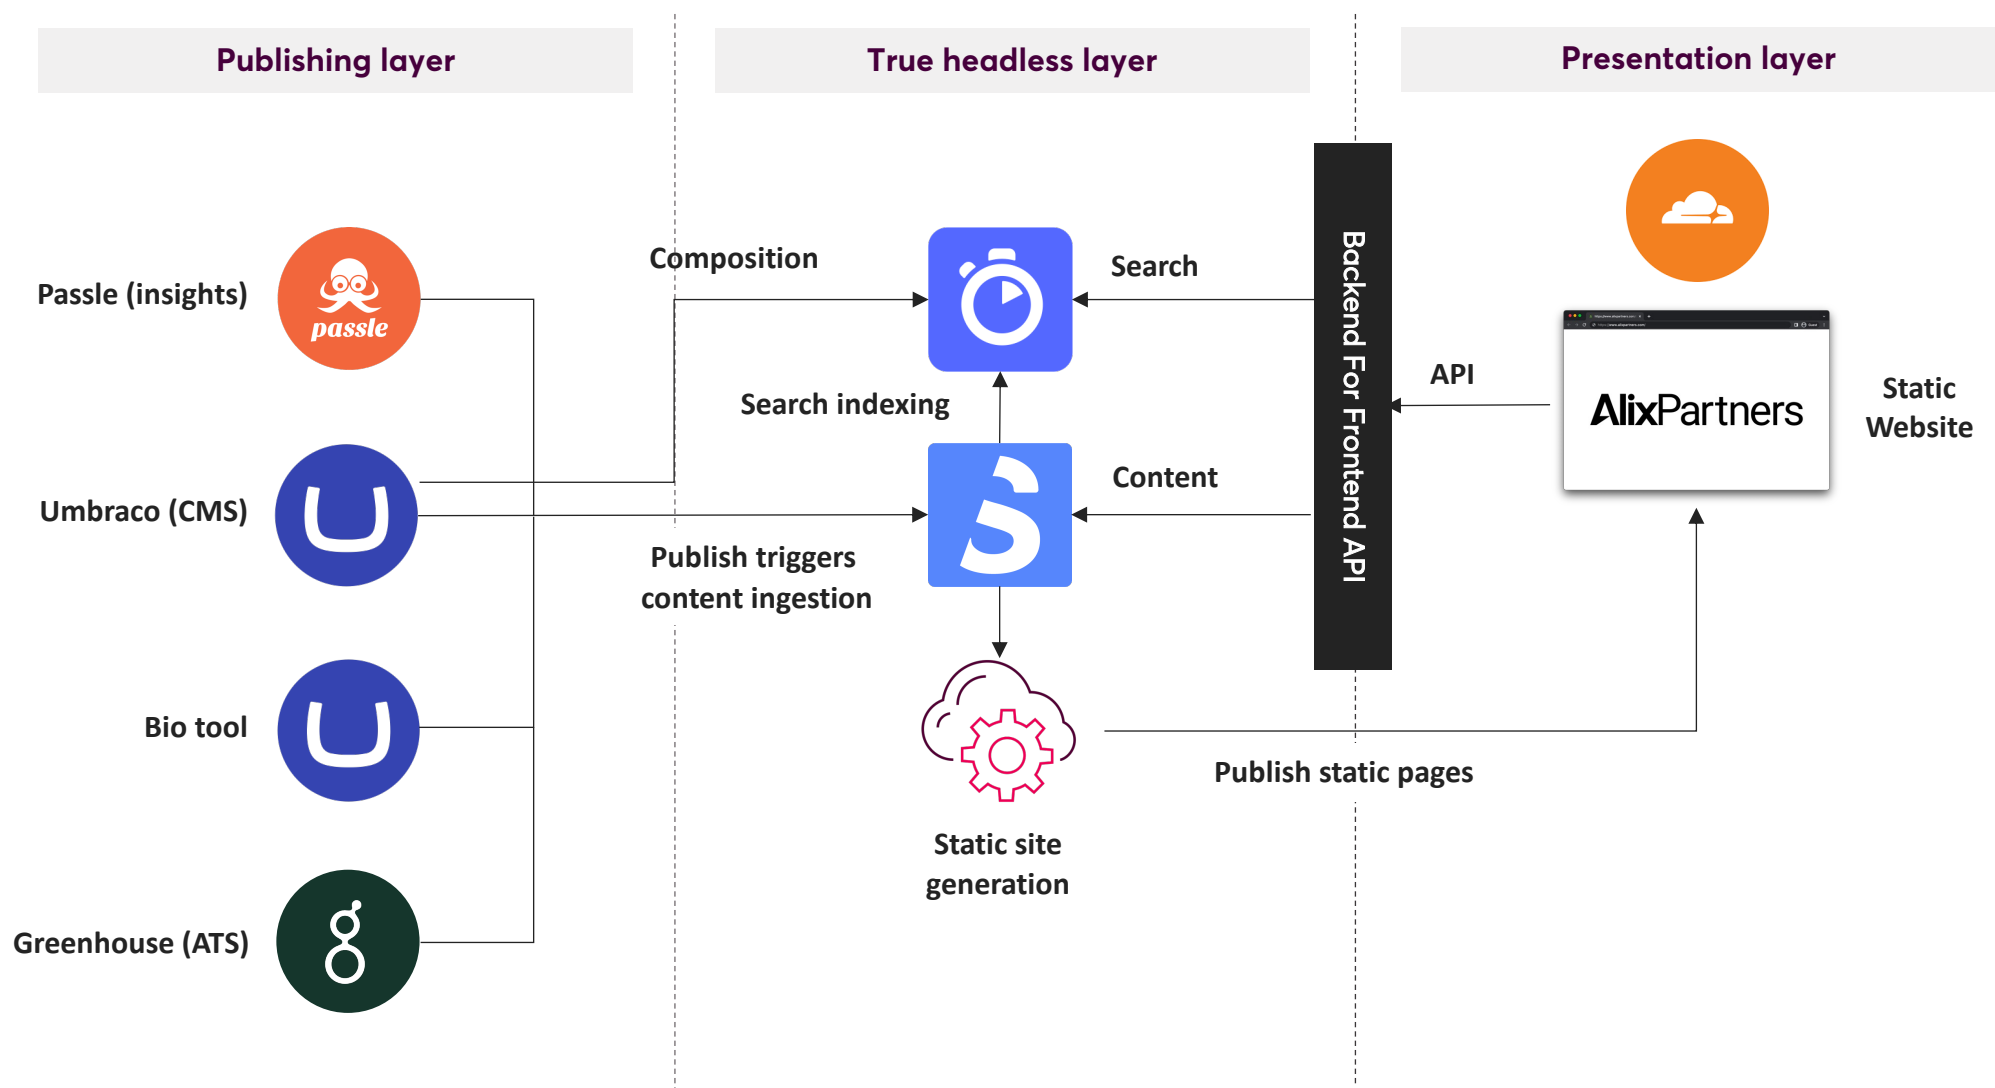 Publishing layer
True headless layer
Presentation layer
Passle (insights)
passle
Umbraco (CMS)
Bio tool
Greenhouse (ATS)
Composition
Search
Search indexing
Content
Publish triggers
content ingestion
Static site
generation
Backend For Frontend API
API
AlixPartners
Static
Website
Publish static pages